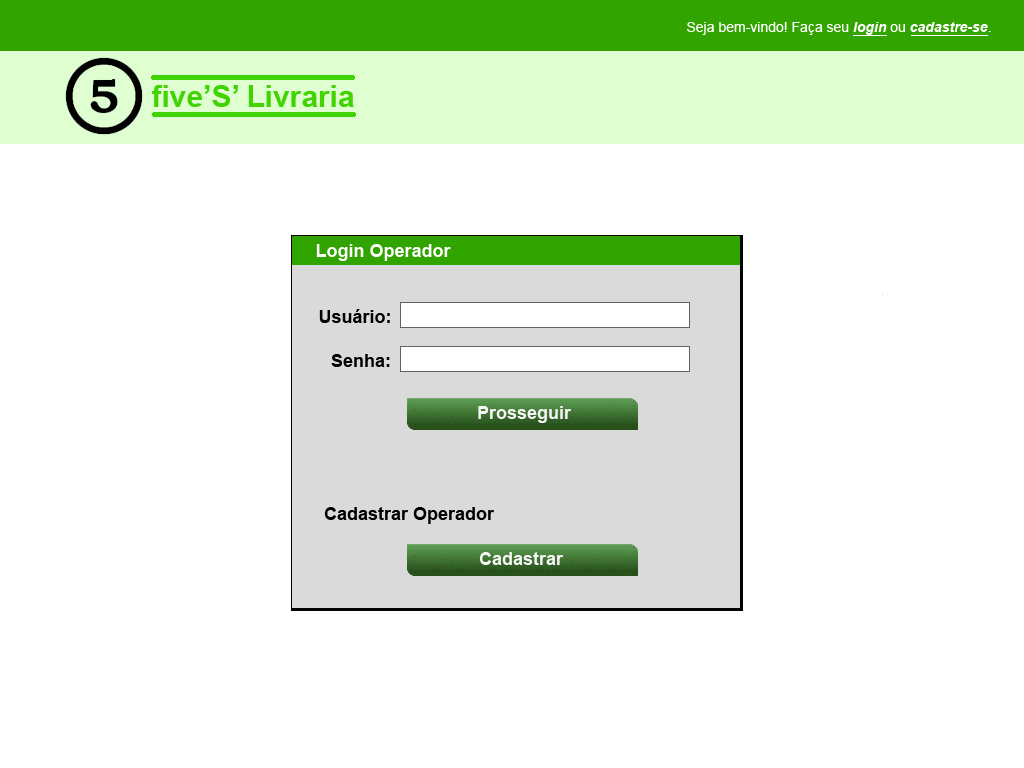 Seja bem-vindo! Faça seu login ou cadastre-se.
5
five’S’ Livraria
Login Operador
Usuário:
Senha:
Prosseguir
Cadastrar Operador
Cadastrar